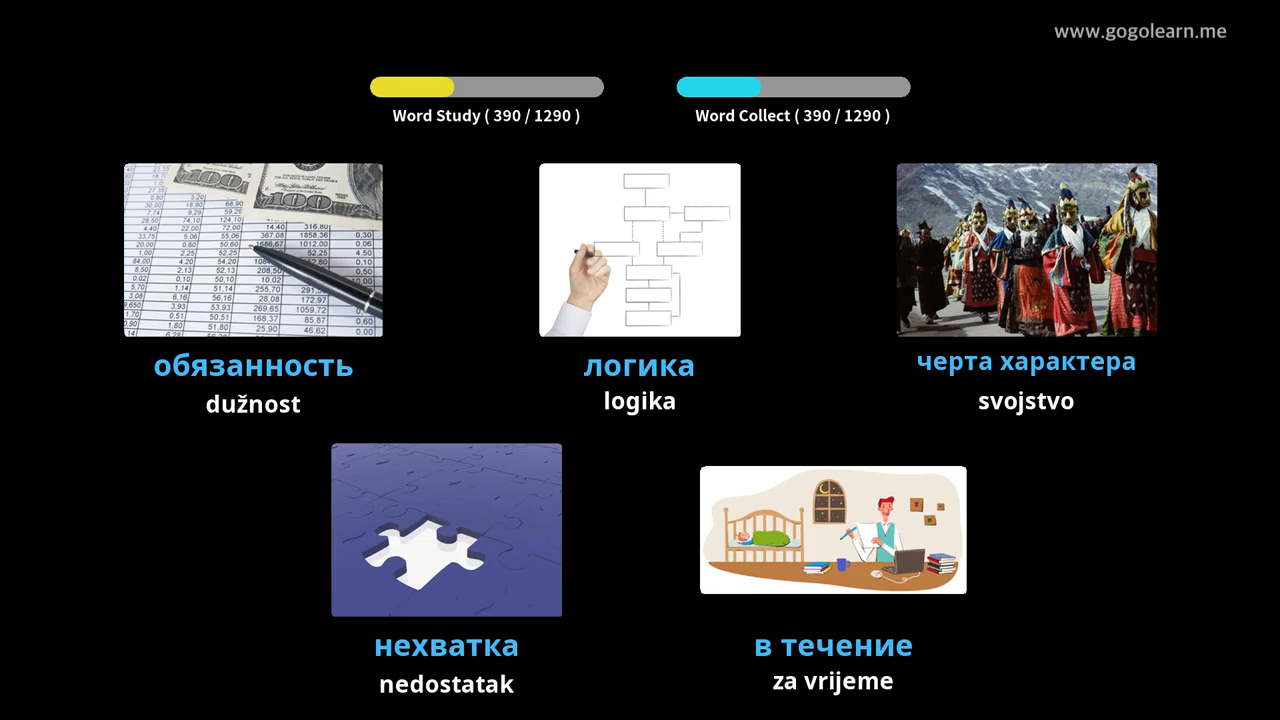 www.gogolearn.me
Word Study ( 390 / 1290 )
Word Collect ( 390 / 1290 )
обязанность
dužnost
логика
logika
черта характера
svojstvo
нехватка
nedostatak
в течение
za vrijeme